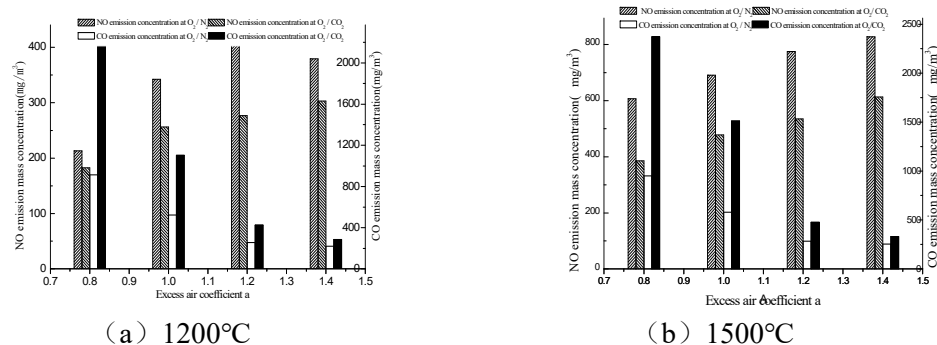 NO emission concentration at O2 / N2 NO emission concentration at O2 / CO2
CO emission concentration at O2 / N2 CO emission concentration at O2 / CO2
NO emission mass concentration(mg/m³)
400
300
200
100
0
CO emission mass concentration(mg/m³)
2100
1800
1500
1200
900
600
300
0
0.7 0.8 0.9 1.0 1.1 1.2 1.3 1.4 1.5
Excess air coefficient a
(a) 1200°C
NO emission concentration at O2 / N2 NO emission concentration at O2 / CO2
CO emission concentration at O2 / N2 CO emission concentration at O2/CO2
NO emission mass concentration( mg/m³)
800
600
400
200
0
CO emission mass concentration( mg/m³)
2500
2000
1500
1000
500
0
0.7 0.8 0.9 1.0 1.1 1.2 1.3 1.4 1.5
Excess air coefficient a
(b) 1500°C